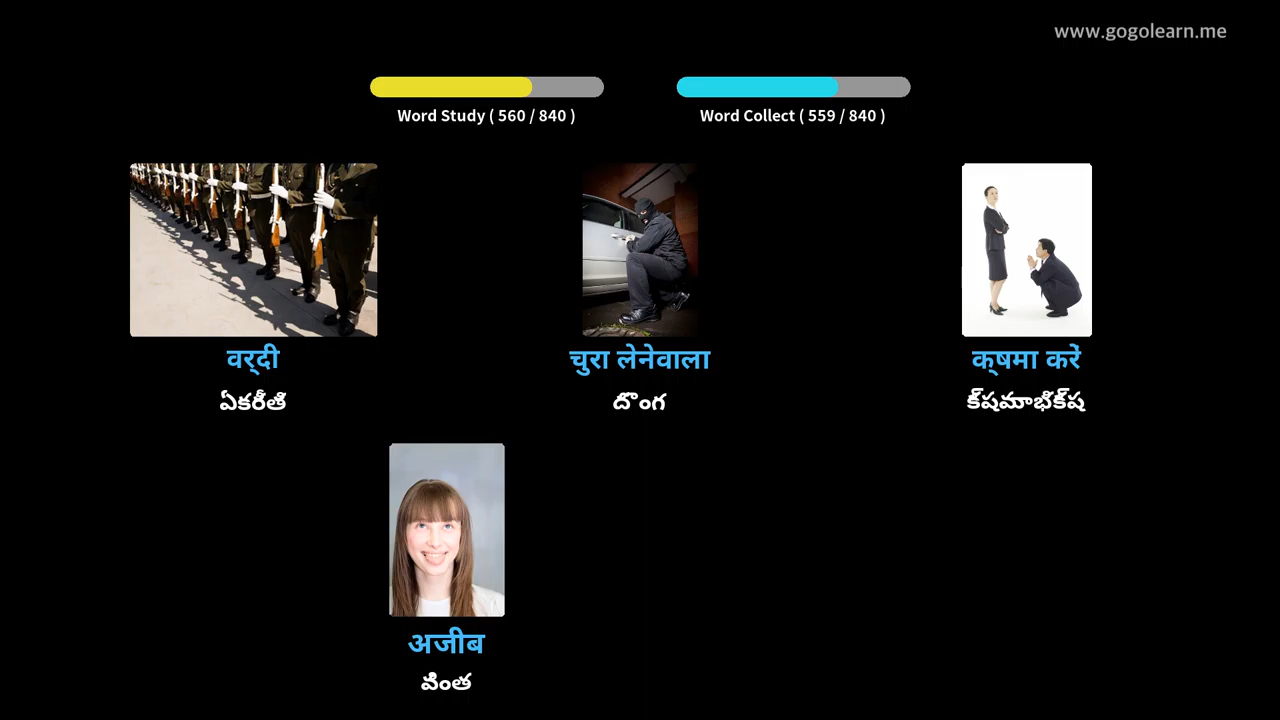 www.gogolearn.me
Word Study ( 560 / 840 )
Word Collect ( 559 / 840 )
वर्दी
चुरा लेनेवाला
क्षमा करें
ఏకరీతి
దొంగ
క్షమాభిక్ష
अजीब
వింత